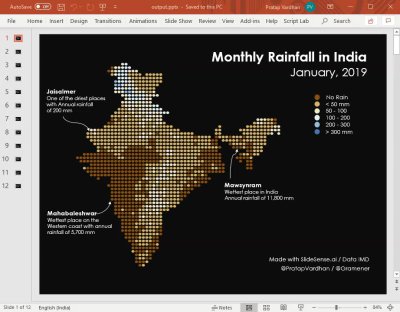 AutoSave Off output.pptx - Saved to this PC Pratap Vardhan PV
File Home Insert Design Transitions Animations Slide Show Review View Add-ins Help Script Lab Search
1
2
3
4
5
6
7
8
9
10
11
12
Monthly Rainfall in India
January, 2019
No Rain
< 50 mm
50 - 100
100 - 200
200 - 300
> 300 mm
Jaisalmer
One of the driest places
with Annual rainfall
of 200 mm
Mawsynram
Wettest place in India
Annual rainfall of 11,800 mm
Mahabaleshwar
Wettest place on the
Western coast with annual
rainfall of 5,700 mm
Made with SlideSense.ai / Data IMD
@PratapVardhan / @Gramener
Slide 1 of 12 English (India) Notes 84%